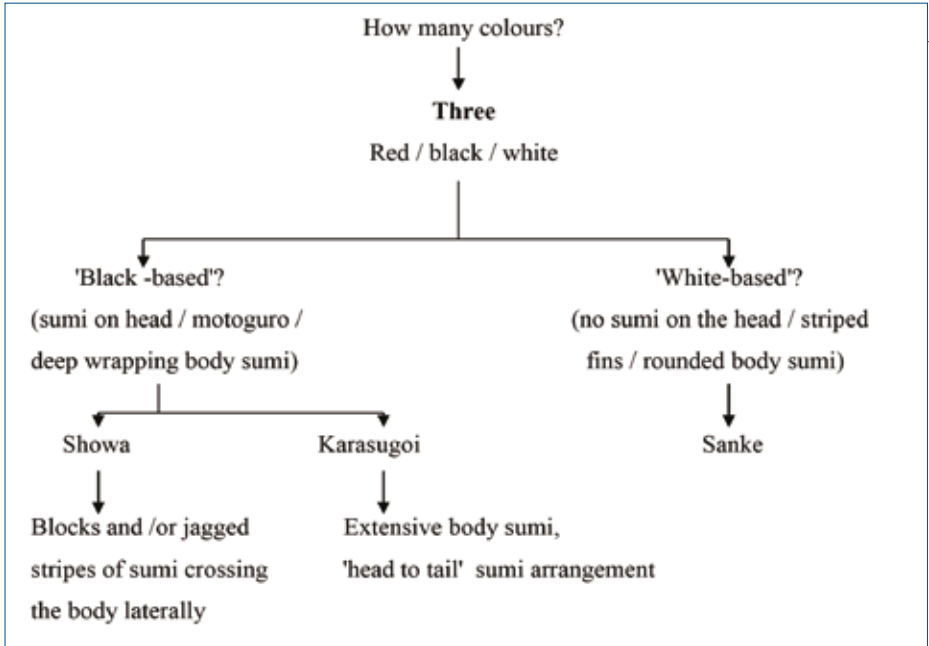 How many colours?
Three
Red / black / white
'Black -based'?
(sumi on head / motoguro /
deep wrapping body sumi)
'White-based'?
(no sumi on the head / striped
fins / rounded body sumi)
Showa
Karasugoi
Sanke
Blocks and /or jagged
stripes of sumi crossing
the body laterally
Extensive body sumi,
'head to tail' sumi arrangement